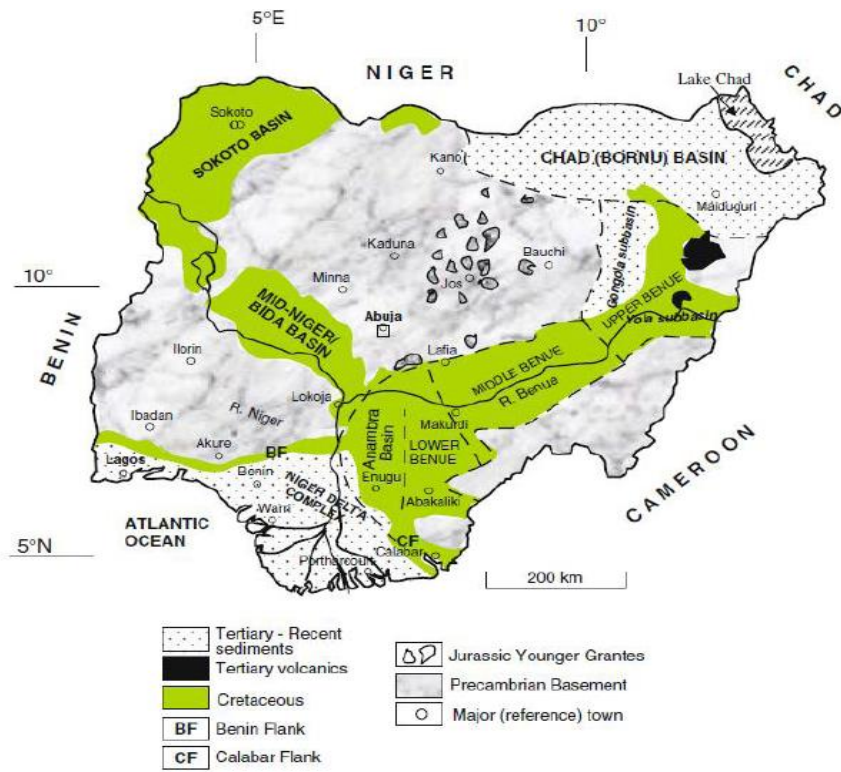 5°E
10°
NIGER
CHAD
Lake Chad
Sokoto
SOKOTO BASIN
Kano
CHAD (BORNU) BASIN
Maiduguri
Kaduna
Bauchi
Gongola subbasin
10°
Minna
Jos
MID-NIGER/
BIDA BASIN
Abuja
UPPER BENUE
Yola subbasin
BENIN
Ilorin
Lafia
MIDDLE BENUE
R. Benue
Lokoja
Ibadan
R. Niger
Makurdi
Anambra
Basin
LOWER
BENUE
Akure
BF
Lagos
Benin
Enugu
Abakaliki
CAMEROON
NIGER DELTA
COMPLEX
Warri
ATLANTIC
OCEAN
CF
Calabar
5°N
Portharcourt
200 km
Tertiary - Recent
sediments
Tertiary volcanics
Cretaceous
BF Benin Flank
CF Calabar Flank
Jurassic Younger Grantes
Precambrian Basement
Major (reference) town